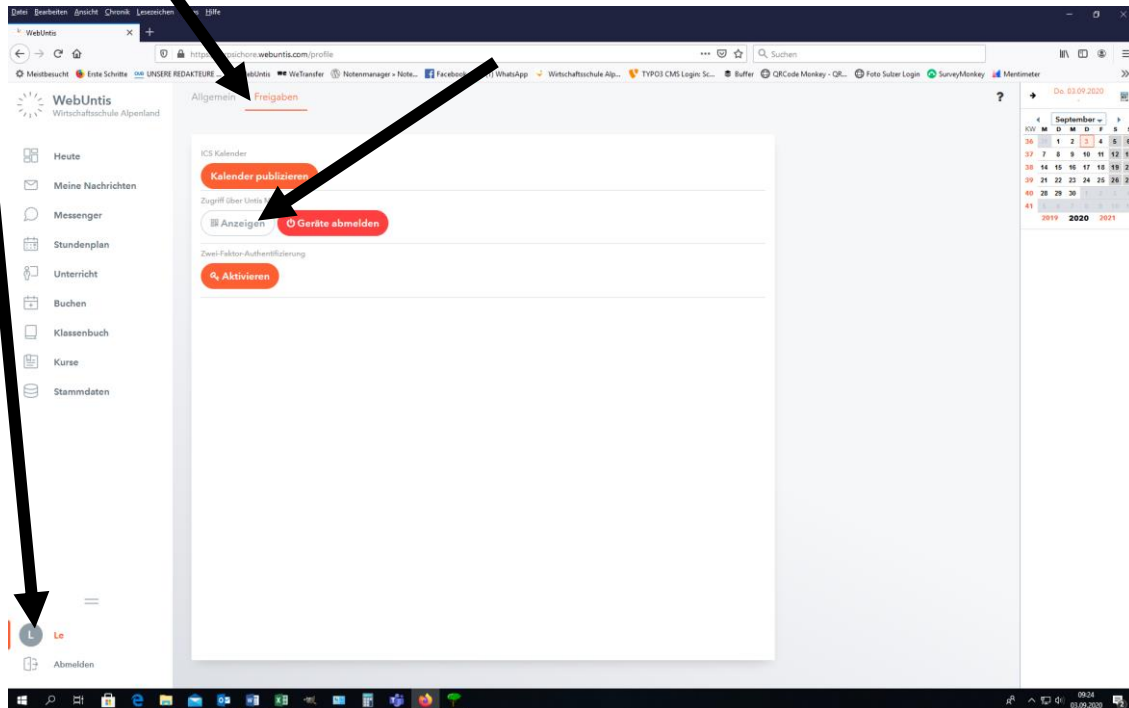 Datei Bearbeiten Ansicht Chronik Lesezeichen Hilfe
WebUntis
webuntis.com/profile
Suchen
Meistbesucht Erste Schritte UNSERE REDAKTEURE WebUntis WeTransfer Notenmanager » Note... Facebook WhatsApp Wirtschaftsschule Alp... TYPO3 CMS Login: Sc... Buffer QRCode Monkey - QR... Foto Sulzer Login SurveyMonkey Mentimeter
WebUntis
Wirtschaftsschule Alpenland
Heute
Meine Nachrichten
Messenger
Stundenplan
Unterricht
Buchen
Klassenbuch
Kurse
Stammdaten
L Le
Abmelden
Allgemein Freigaben
?
ICS Kalender
Kalender publizieren
Zugriff über Untis
Anzeigen Geräte abmelden
Zwei-Faktor-Authentifizierung
Aktivieren
Do. 03.09.2020
September
KW M D M D F S
36 1 2 3 4 5
37 7 8 9 10 11 12
38 14 15 16 17 18 19
39 21 22 23 24 25 26
40 28 29 30
41
2019 2020 2021
09:24
03.09.2020